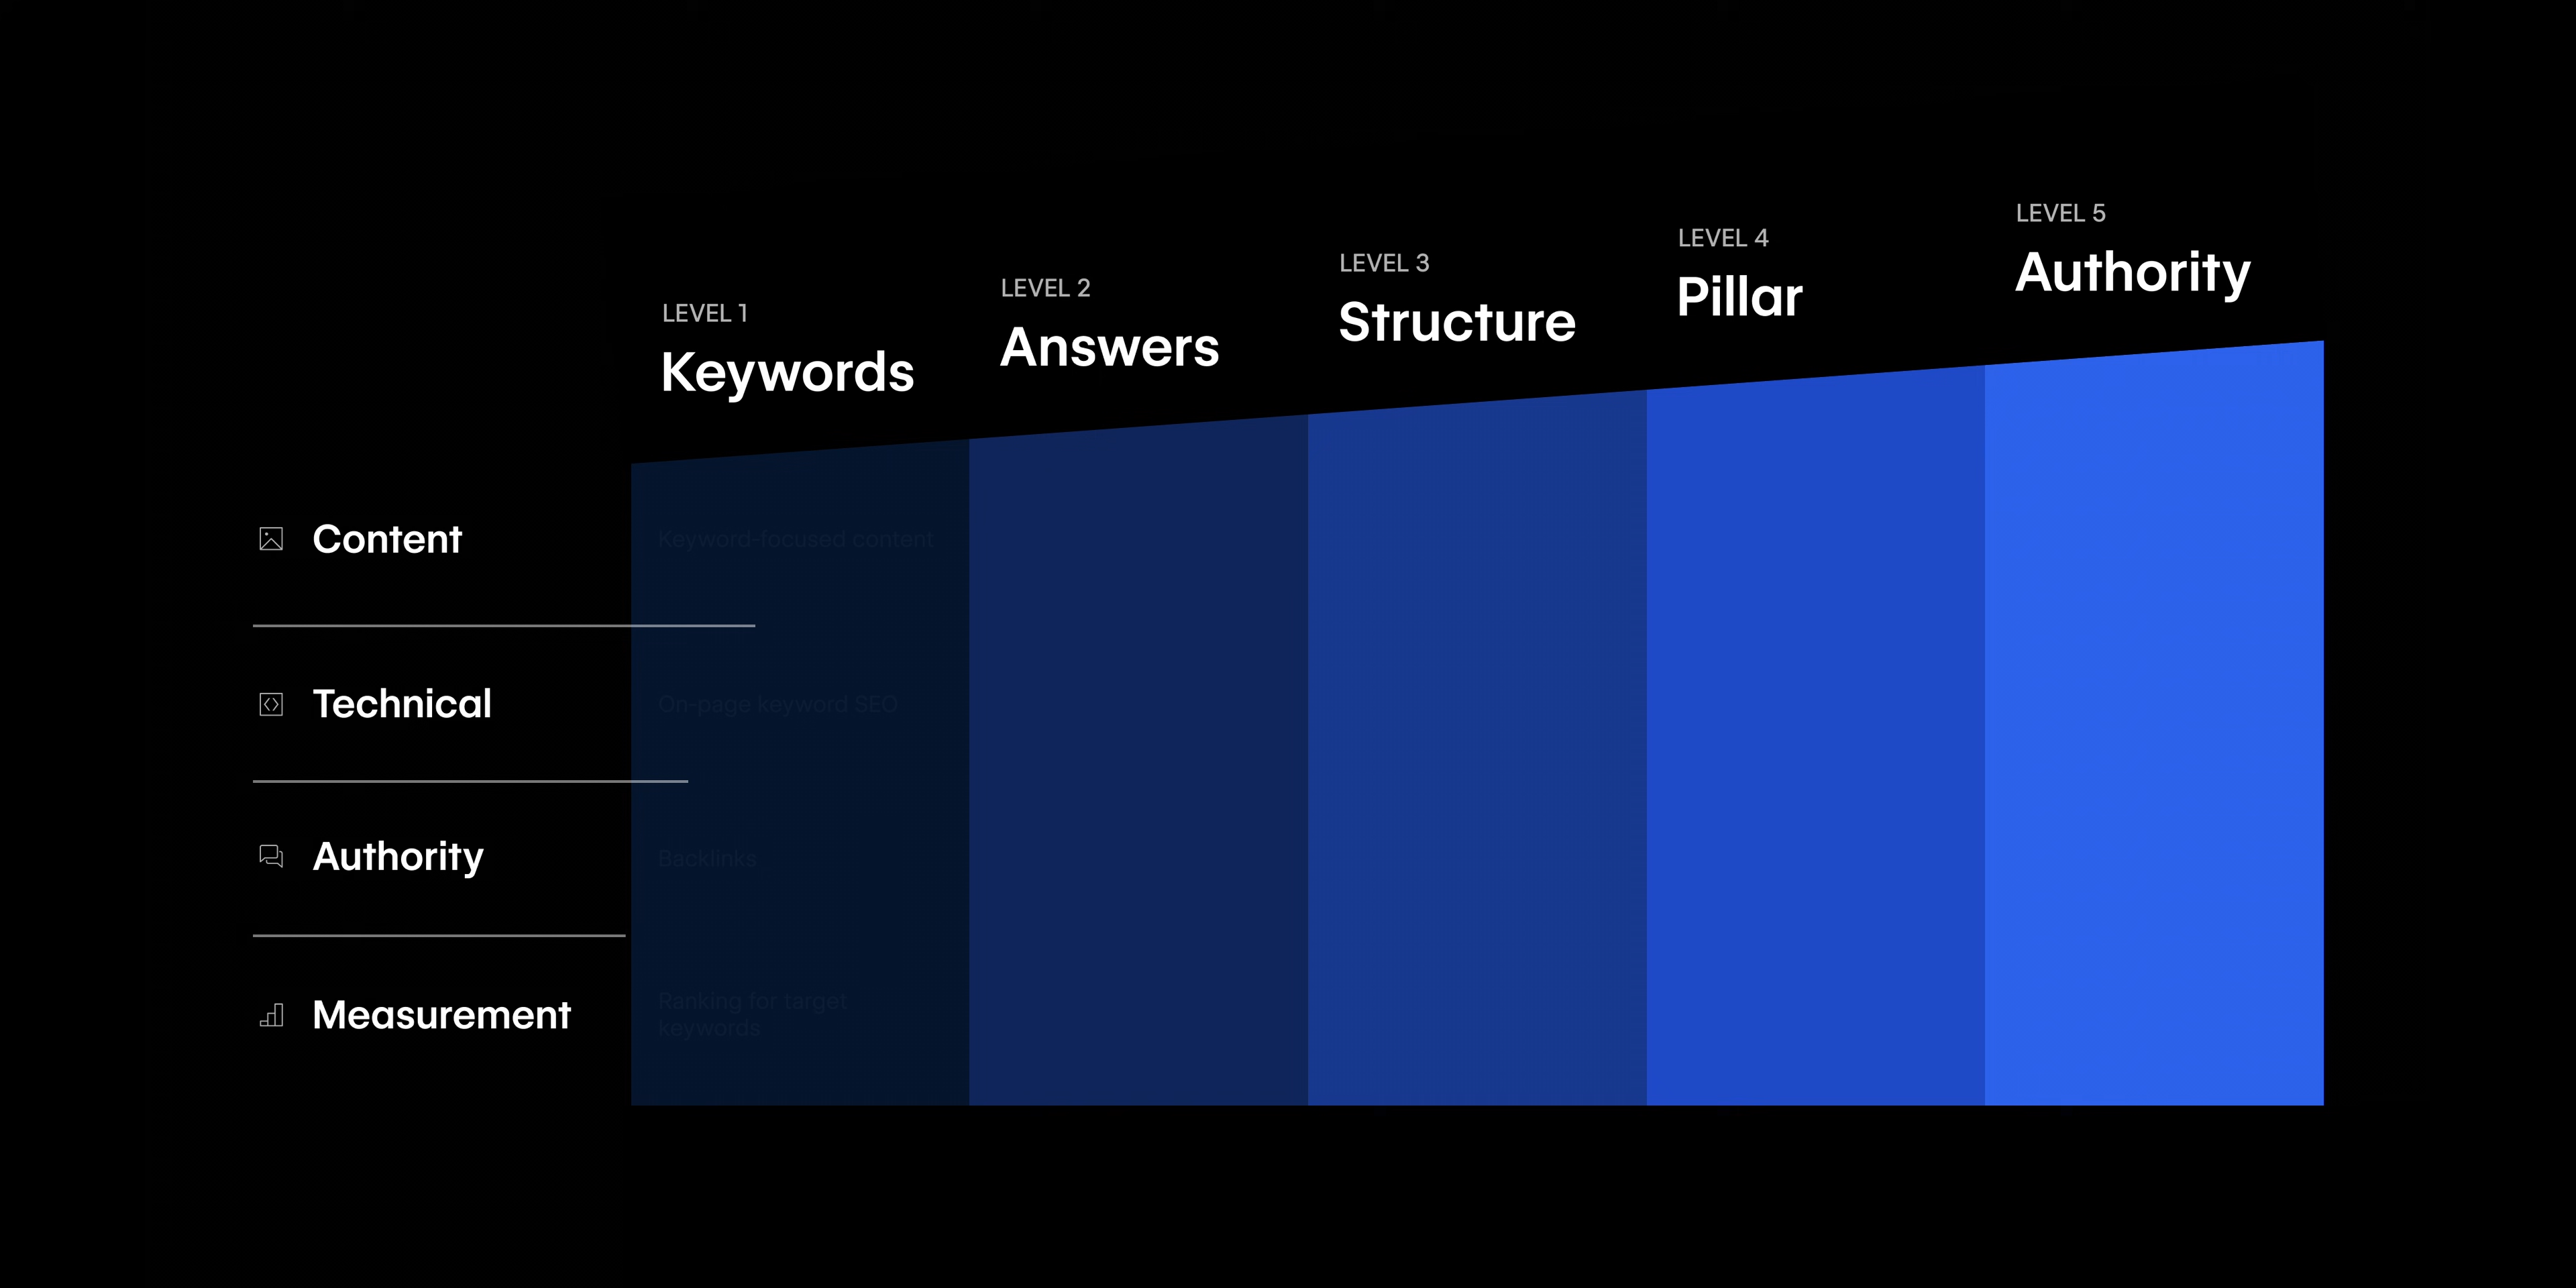 LEVEL 1
Keywords
LEVEL 2
Answers
LEVEL 3
Structure
LEVEL 4
Pillar
LEVEL 5
Authority
Content
Keyword-focused content
Technical
On-page keyword SEO
Authority
Backlinks
Measurement
Ranking for target
keywords